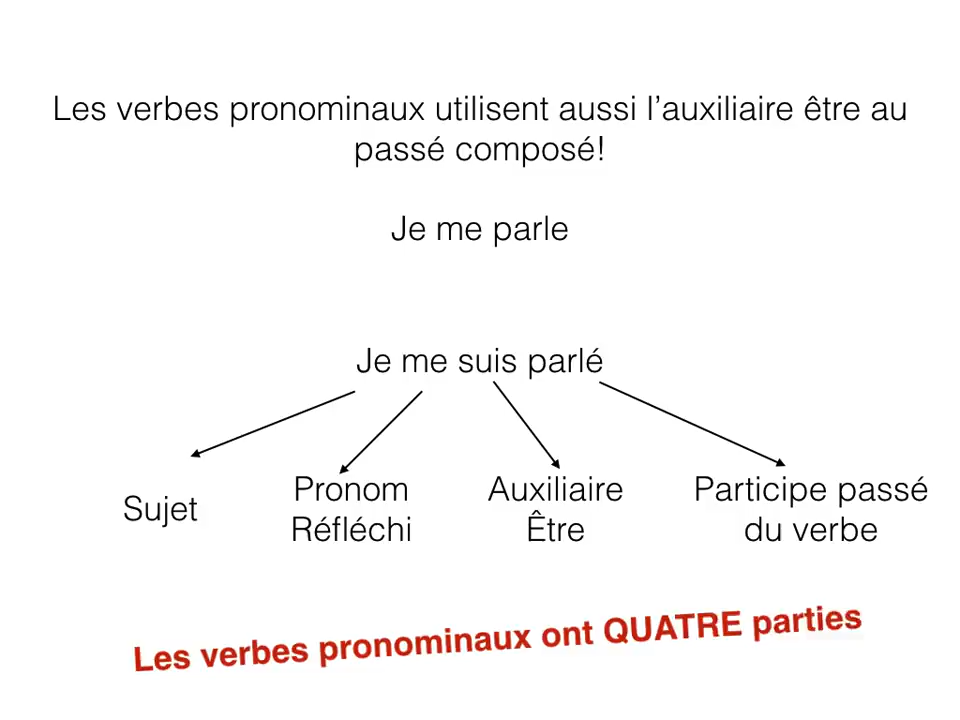 Les verbes pronominaux utilisent aussi l’auxiliaire être au
passé composé!
Je me parle
Je me suis parlé
Sujet
Pronom
Réfléchi
Auxiliaire
Être
Participe passé
du verbe
Les verbes pronominaux ont QUATRE parties